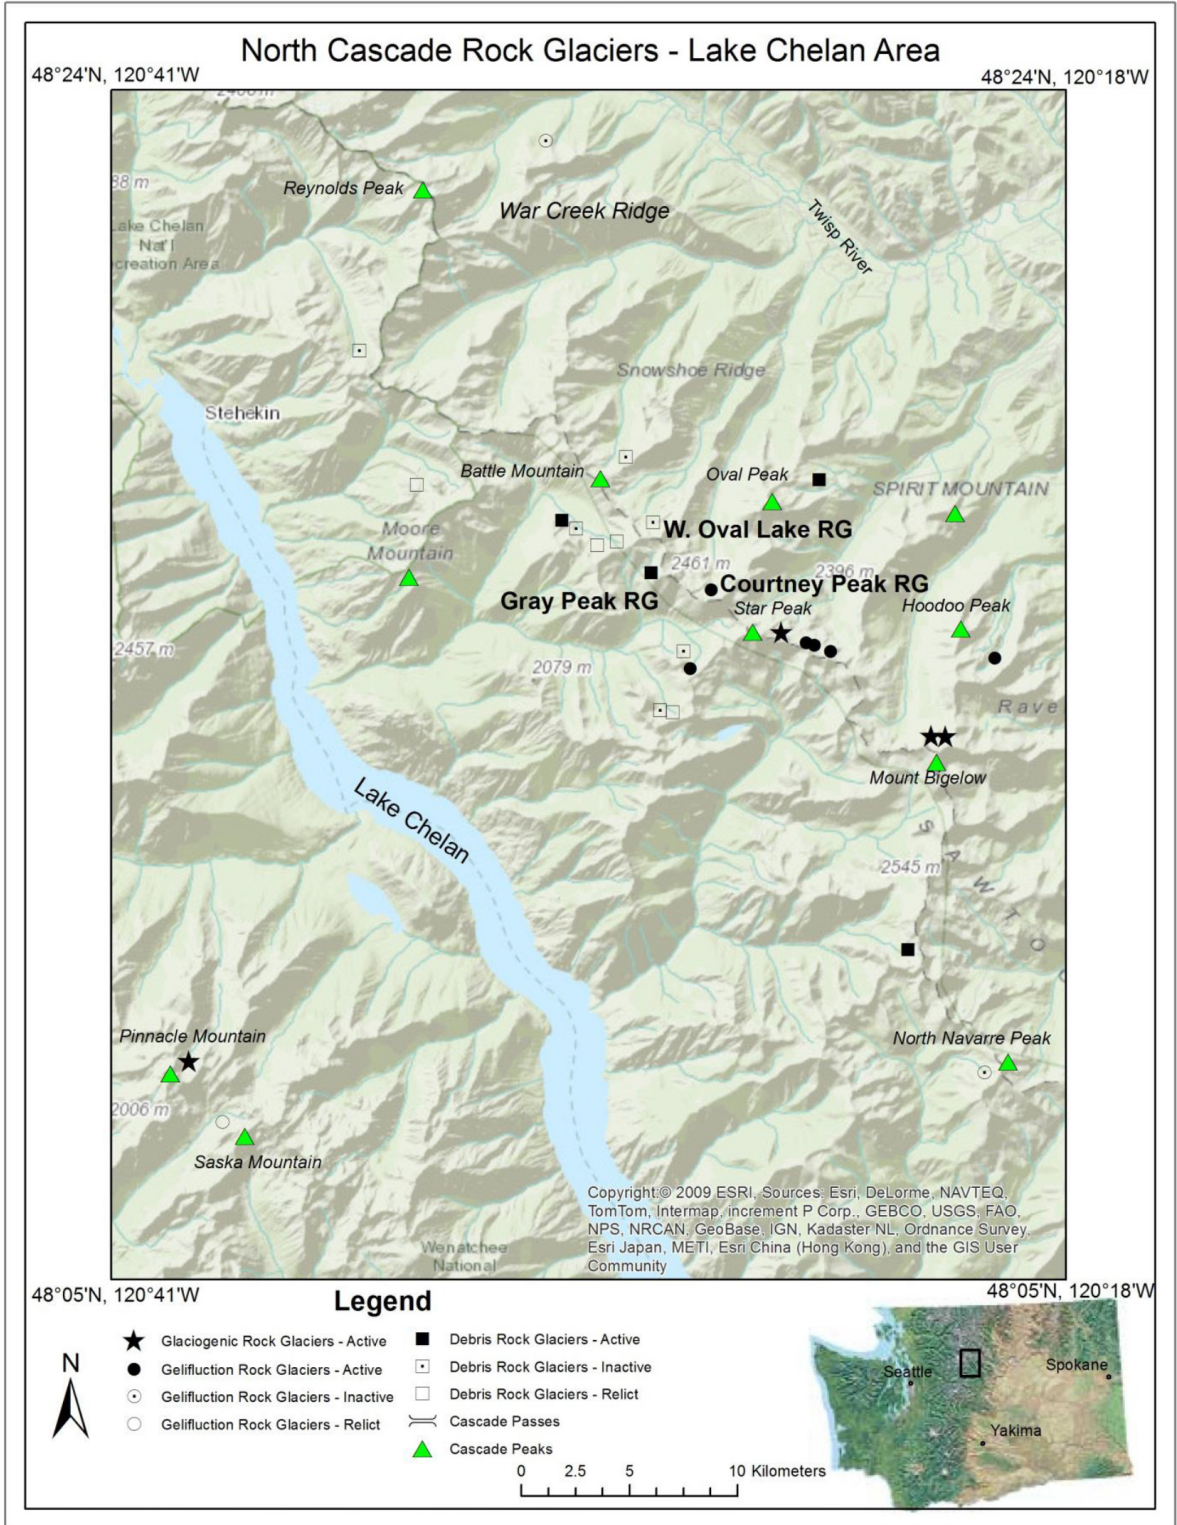 North Cascade Rock Glaciers - Lake Chelan Area
48°24'N, 120°41'W
48°24'N, 120°18'W
Reynolds Peak
88 m
War Creek Ridge
Twisp River
Lake Chelan
Nat'l
ecreation Area
Snowshoe Ridge
Stehekin
Battle Mountain
Oval Peak
SPIRIT MOUNTAIN
Moore
Mountain
W. Oval Lake RG
2461 m
2396 m
Courtney Peak RG
Gray Peak RG
Star Peak
Hoodoo Peak
2457 m
2079 m
Rave
Mount Bigelow
Lake Chelan
2545 m
S A W T O
Pinnacle Mountain
North Navarre Peak
2006 m
Saska Mountain
Copyright:© 2009 ESRI, Sources: Esri, DeLorme, NAVTEQ,
TomTom, Intermap, increment P Corp., GEBCO, USGS, FAO,
NPS, NRCAN, GeoBase, IGN, Kadaster NL, Ordnance Survey,
Esri Japan, METI, Esri China (Hong Kong), and the GIS User
Community
Wenatchee
National
48°05'N, 120°41'W
48°05'N, 120°18'W
Legend
Glaciogenic Rock Glaciers - Active
Gelifluction Rock Glaciers - Active
Gelifluction Rock Glaciers - Inactive
Gelifluction Rock Glaciers - Relict
Debris Rock Glaciers - Active
Debris Rock Glaciers - Inactive
Debris Rock Glaciers - Relict
Cascade Passes
Cascade Peaks
N
0 2.5 5 10 Kilometers
Seattle
Spokane
Yakima